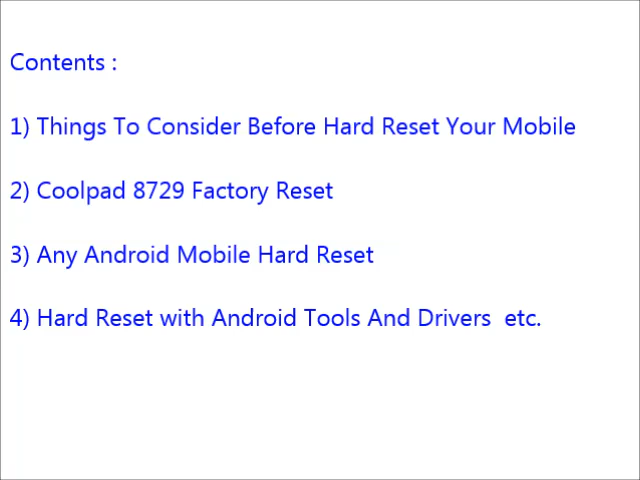 Contents :
1) Things To Consider Before Hard Reset Your Mobile
2) Coolpad 8729 Factory Reset
3) Any Android Mobile Hard Reset
4) Hard Reset with Android Tools And Drivers  etc.